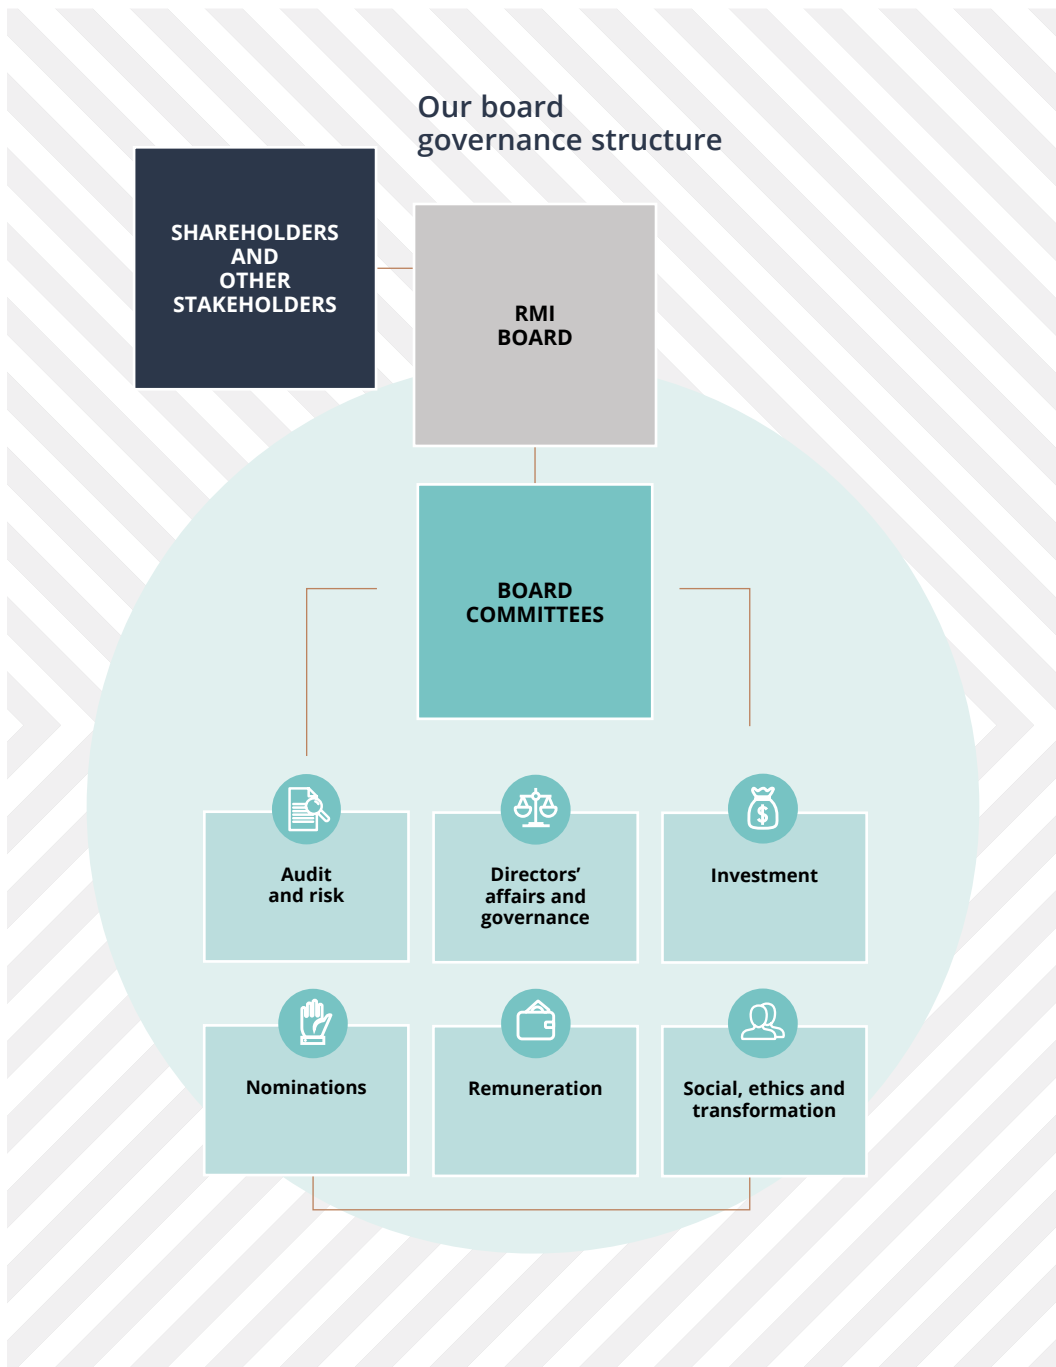 Our board
governance structure
SHAREHOLDERS
AND
OTHER
STAKEHOLDERS
RMI
BOARD
BOARD
COMMITTEES
Audit
and risk
Directors’
affairs and
governance
Investment
Nominations
Remuneration
Social, ethics and
transformation